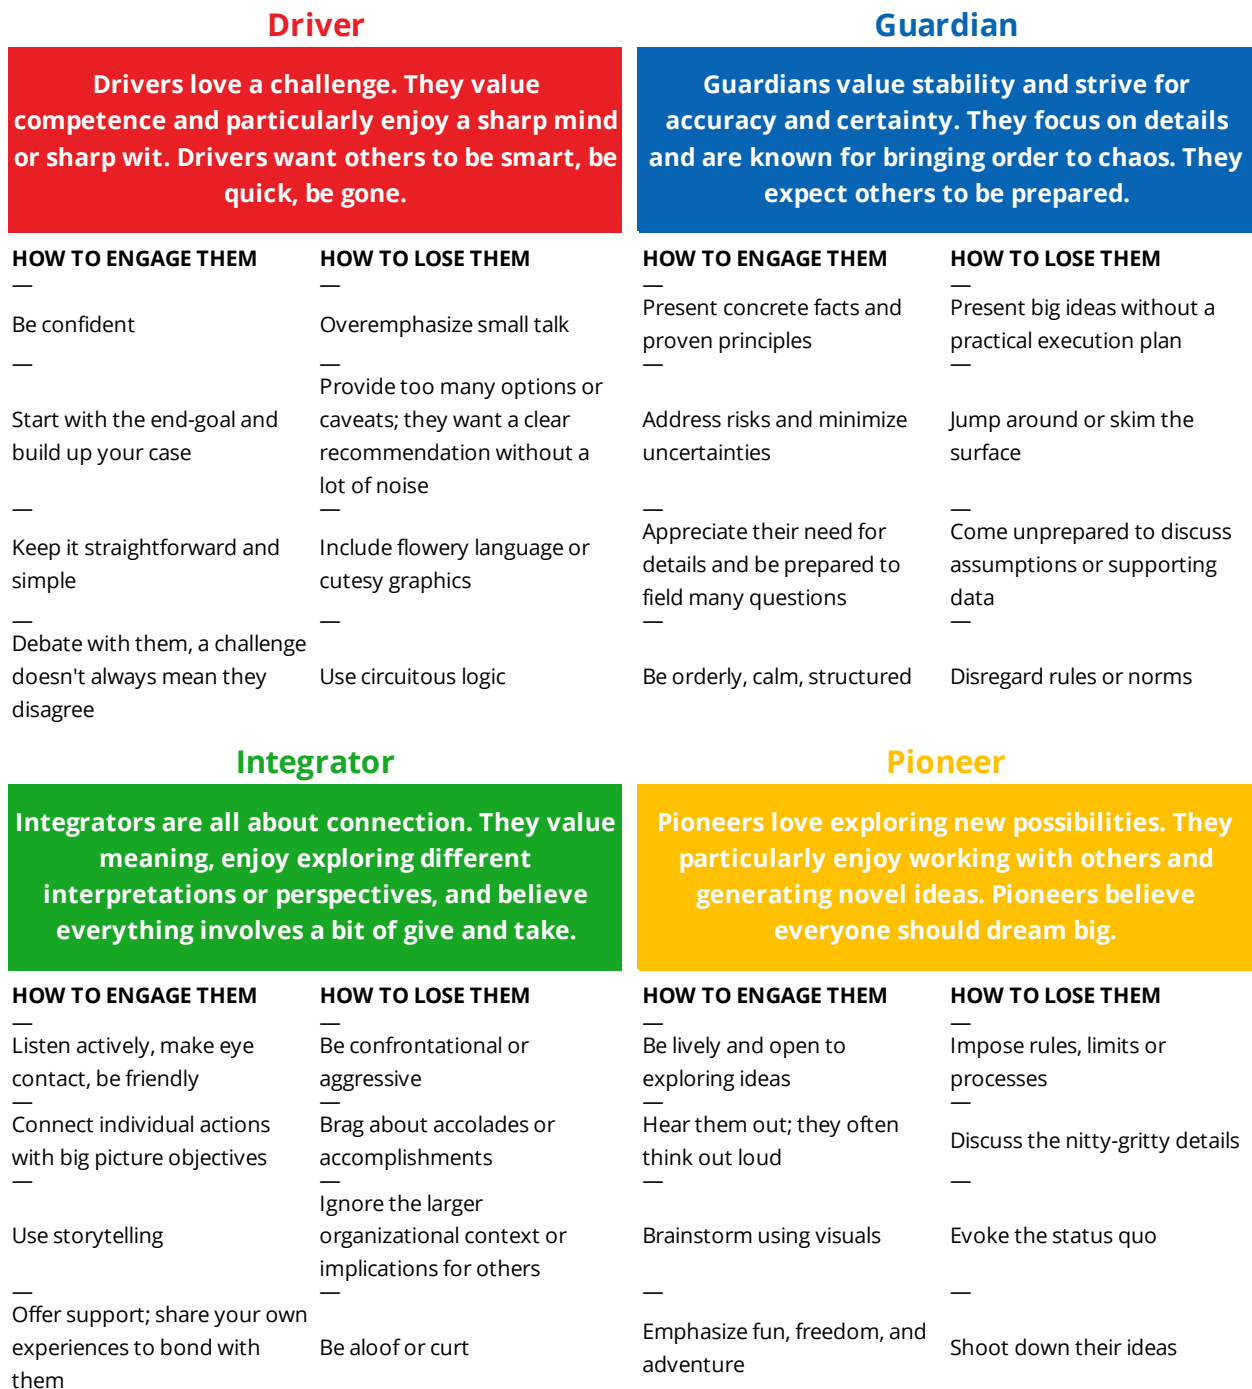 Driver
Drivers love a challenge. They value
competence and particularly enjoy a sharp mind
or sharp wit. Drivers want others to be smart, be
quick, be gone.
HOW TO ENGAGE THEM
—
Be confident
—
Start with the end-goal and
build up your case
—
Keep it straightforward and
simple
—
Debate with them, a challenge
doesn't always mean they
disagree
HOW TO LOSE THEM
—
Overemphasize small talk
—
Provide too many options or
caveats; they want a clear
recommendation without a
lot of noise
—
Include flowery language or
cutesy graphics
—
Use circuitous logic
Guardian
Guardians value stability and strive for
accuracy and certainty. They focus on details
and are known for bringing order to chaos. They
expect others to be prepared.
HOW TO ENGAGE THEM
—
Present concrete facts and
proven principles
—
Address risks and minimize
uncertainties
—
Appreciate their need for
details and be prepared to
field many questions
—
Be orderly, calm, structured
HOW TO LOSE THEM
—
Present big ideas without a
practical execution plan
—
Jump around or skim the
surface
—
Come unprepared to discuss
assumptions or supporting
data
—
Disregard rules or norms
Integrator
Integrators are all about connection. They value
meaning, enjoy exploring different
interpretations or perspectives, and believe
everything involves a bit of give and take.
HOW TO ENGAGE THEM
—
Listen actively, make eye
contact, be friendly
—
Connect individual actions
with big picture objectives
—
Use storytelling
—
Offer support; share your own
experiences to bond with
them
HOW TO LOSE THEM
—
Be confrontational or
aggressive
—
Brag about accolades or
accomplishments
—
Ignore the larger
organizational context or
implications for others
—
Be aloof or curt
Pioneer
Pioneers love exploring new possibilities. They
particularly enjoy working with others and
generating novel ideas. Pioneers believe
everyone should dream big.
HOW TO ENGAGE THEM
—
Be lively and open to
exploring ideas
—
Hear them out; they often
think out loud
—
Brainstorm using visuals
—
Emphasize fun, freedom, and
adventure
HOW TO LOSE THEM
—
Impose rules, limits or
processes
—
Discuss the nitty-gritty details
—
Evoke the status quo
—
Shoot down their ideas